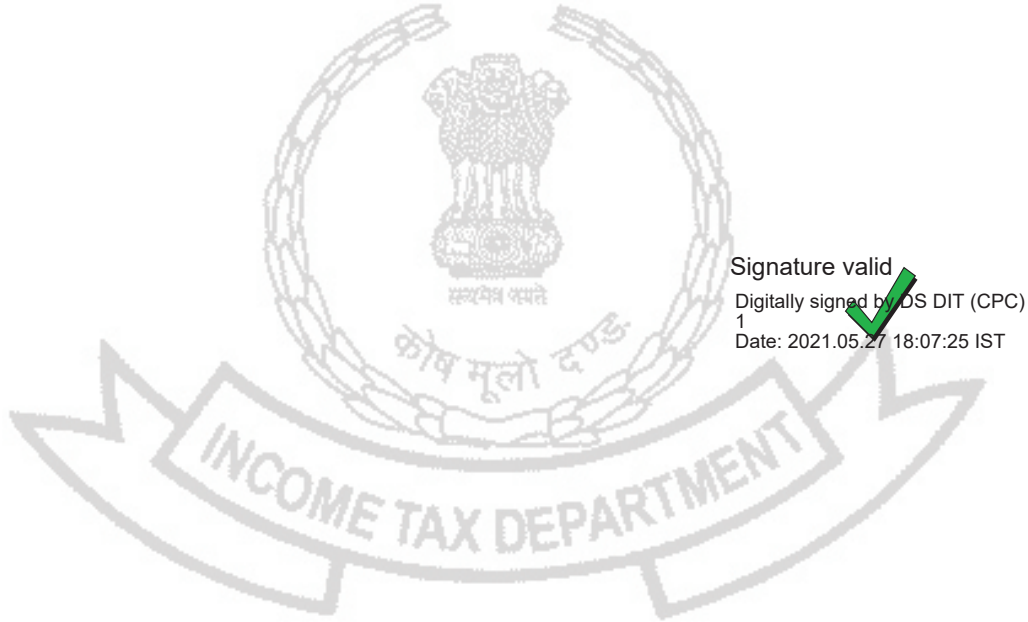 Signature valid
Digitally signed by DS DIT (CPC)
1
Date: 2021.05.27 18:07:25 IST
सत्यमेव जयते
कोष मूलो दण्ड
INCOME TAX DEPARTMENT